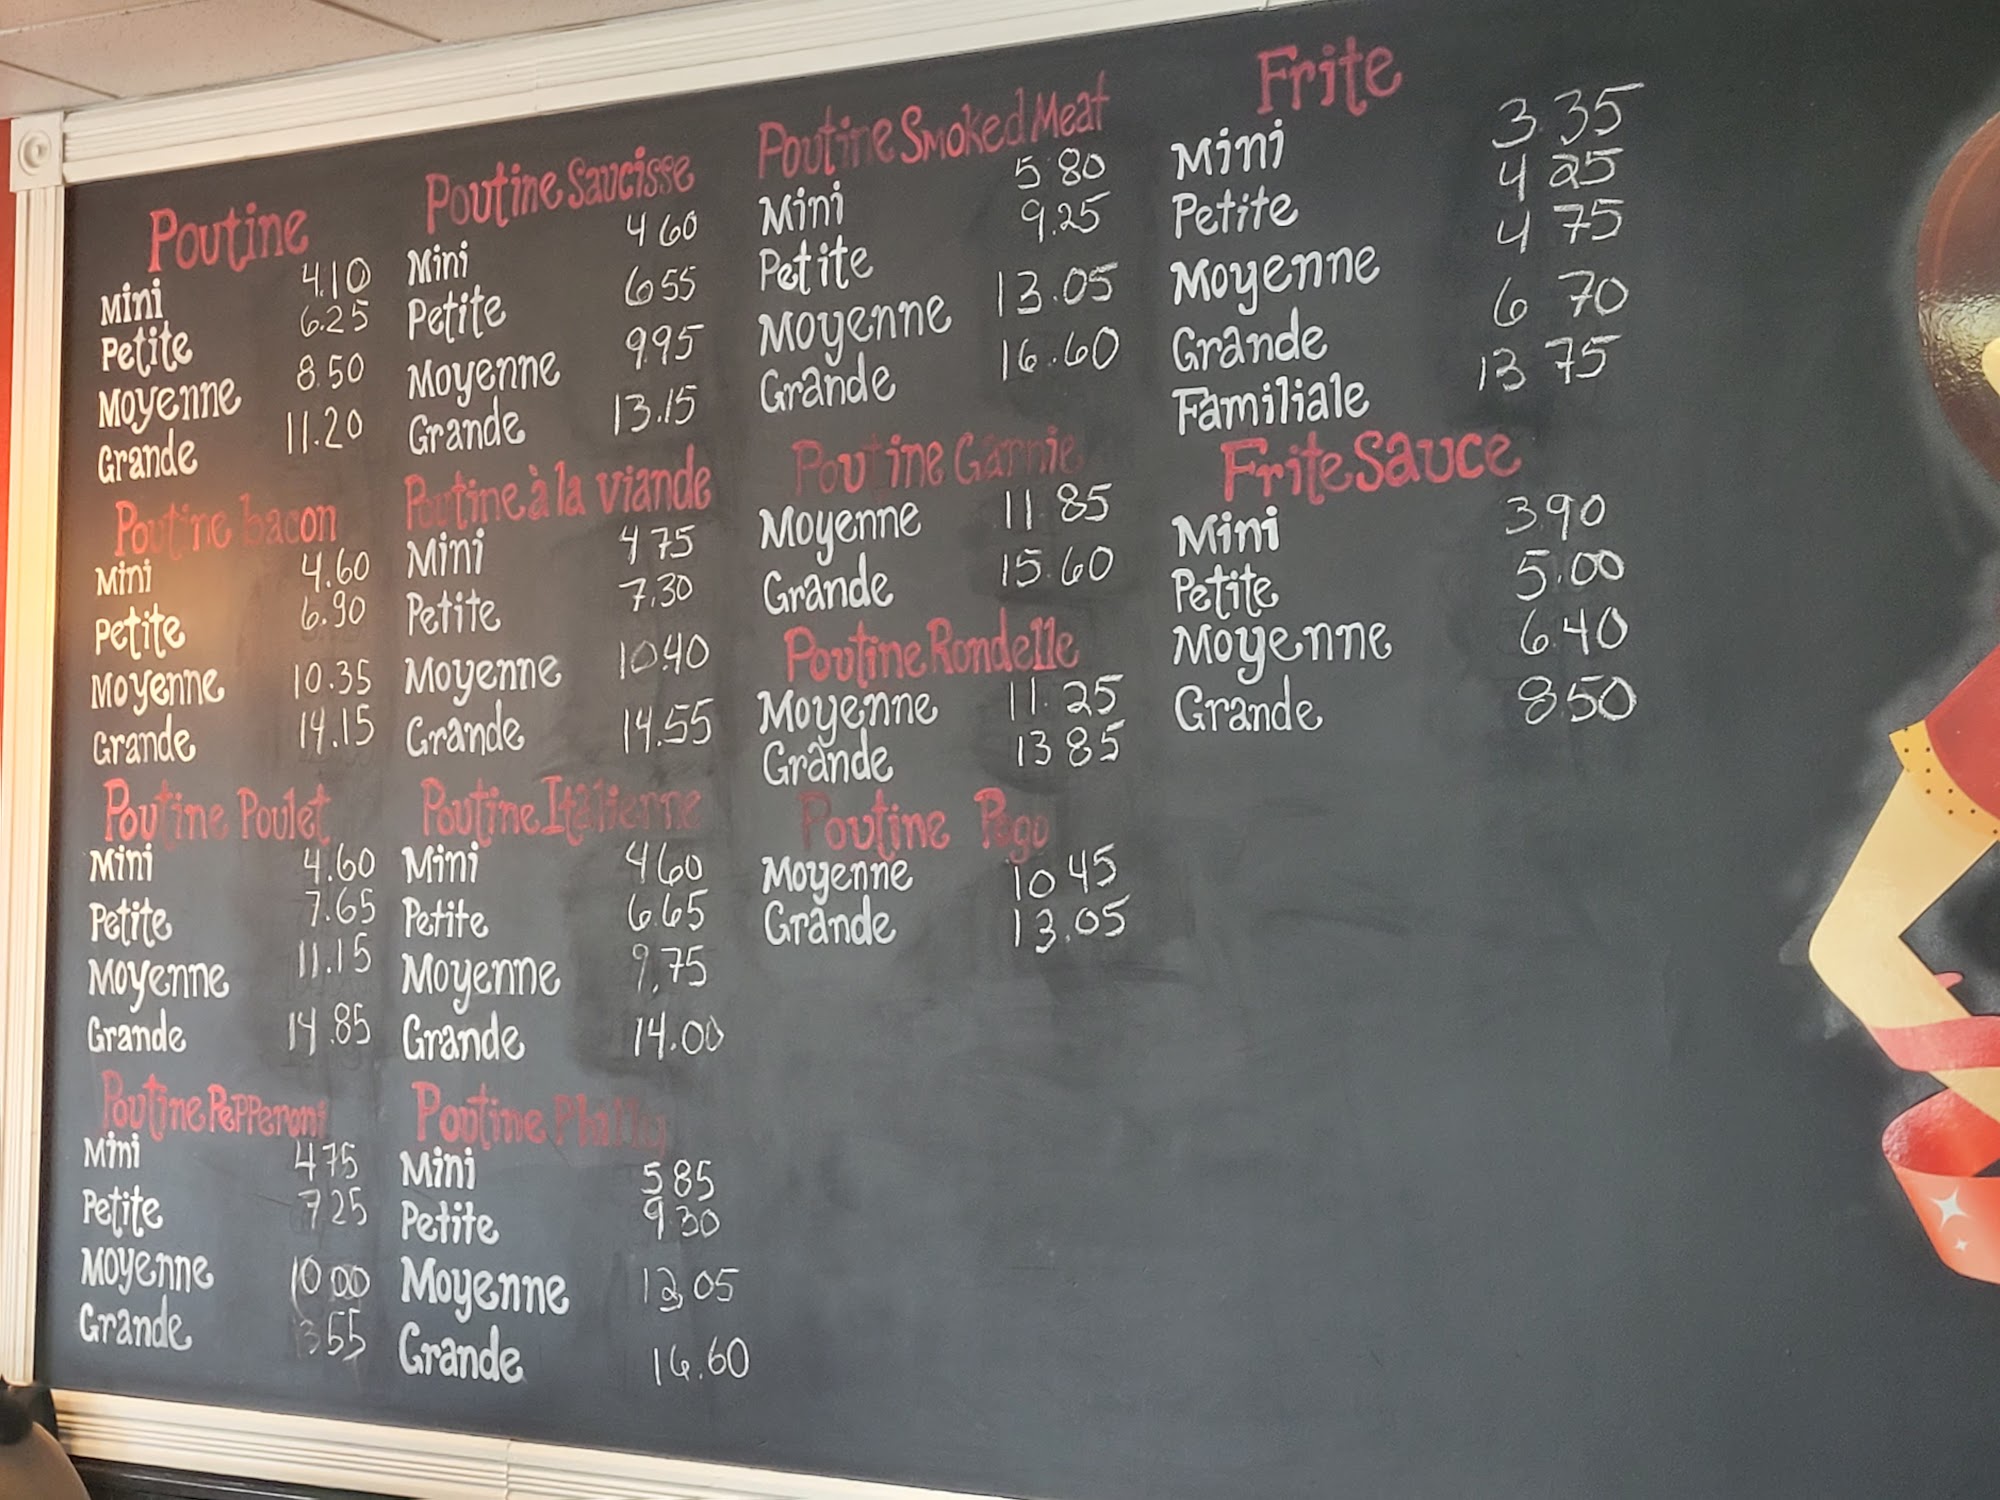 Poutine
Mini 4.10
Petite 6.25
Moyenne 8.50
Grande 11.20
Poutine bacon
Mini 4.60
Petite 6.90
Moyenne 10.35
Grande 14.15
Poutine Poulet
Mini 4.60
Petite 7.65
Moyenne 11.15
Grande 14.85
Poutine Pepperoni
Mini 4 75
Petite 7 25
Moyenne 10 00
Grande 13 55
Poutine Saucisse
Mini 4 60
Petite 6 55
Moyenne 9.95
Grande 13.15
Poutine à la viande
Mini 4 75
Petite 7.30
Moyenne 10.40
Grande 14.55
Poutine Italienne
Mini 4 60
Petite 6.65
Moyenne 9.75
Grande 14.00
Poutine Philly
Mini 5 85
Petite 9.30
Moyenne 05
Grande 16.60
Poutine Smoked Meat
Mini 5 80
Petite 9.25
Moyenne 13.05
Grande 16.60
Poutine Garnie
Moyenne 11 85
Grande 15.60
Poutine Rondelle
Moyenne 11.25
Grande 13 85
Poutine Pogo
Moyenne 10 45
Grande 13.05
Frite
Mini 3.35
Petite 4 25
Moyenne 4 75
Grande 6 70
Familiale 13 75
Frite Sauce
Mini 3.90
Petite 5.00
Moyenne 6.40
Grande 8.50